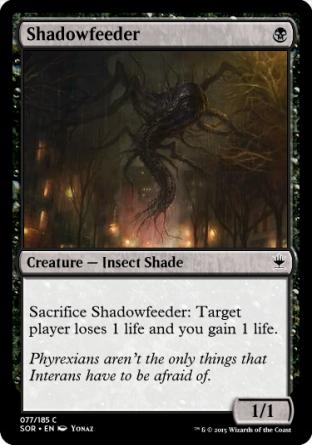 Shadowfeeder
Creature — Insect Shade
Sacrifice Shadowfeeder: Target
player loses 1 life and you gain 1 life.
Phyrexians aren't the only things that
Interans have to be afraid of.
1/1
077/185 C
SOR • EN YONAZ
™ & © 2015 Wizards of the Coast